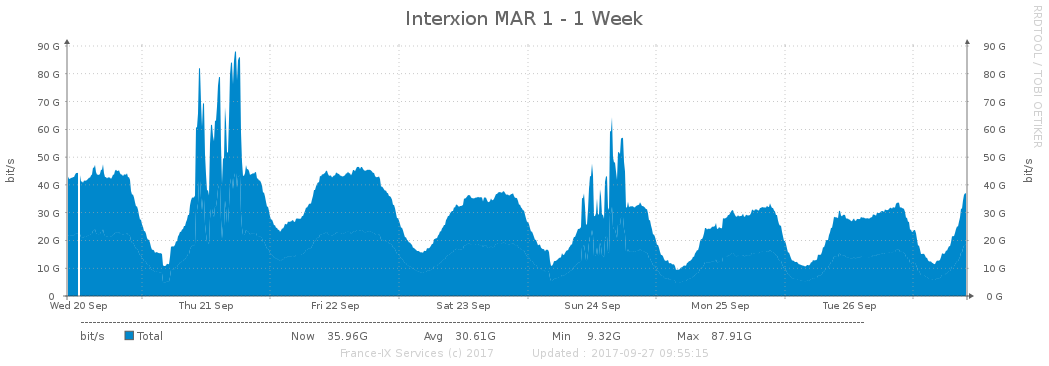 Interxion MAR 1 - 1 Week
RRDTOOL / TOBI OETIKER
bit/s
bit/s
90 G
80 G
70 G
60 G
50 G
40 G
30 G
20 G
10 G
0
90 G
80 G
70 G
60 G
50 G
40 G
30 G
20 G
10 G
0 G
Wed 20 Sep Thu 21 Sep Fri 22 Sep Sat 23 Sep Sun 24 Sep Mon 25 Sep Tue 26 Sep
bit/s Total Now 35.96G Avg 30.61G Min 9.32G Max 87.91G
France-IX Services (c) 2017 Updated : 2017-09-27 09:55:15